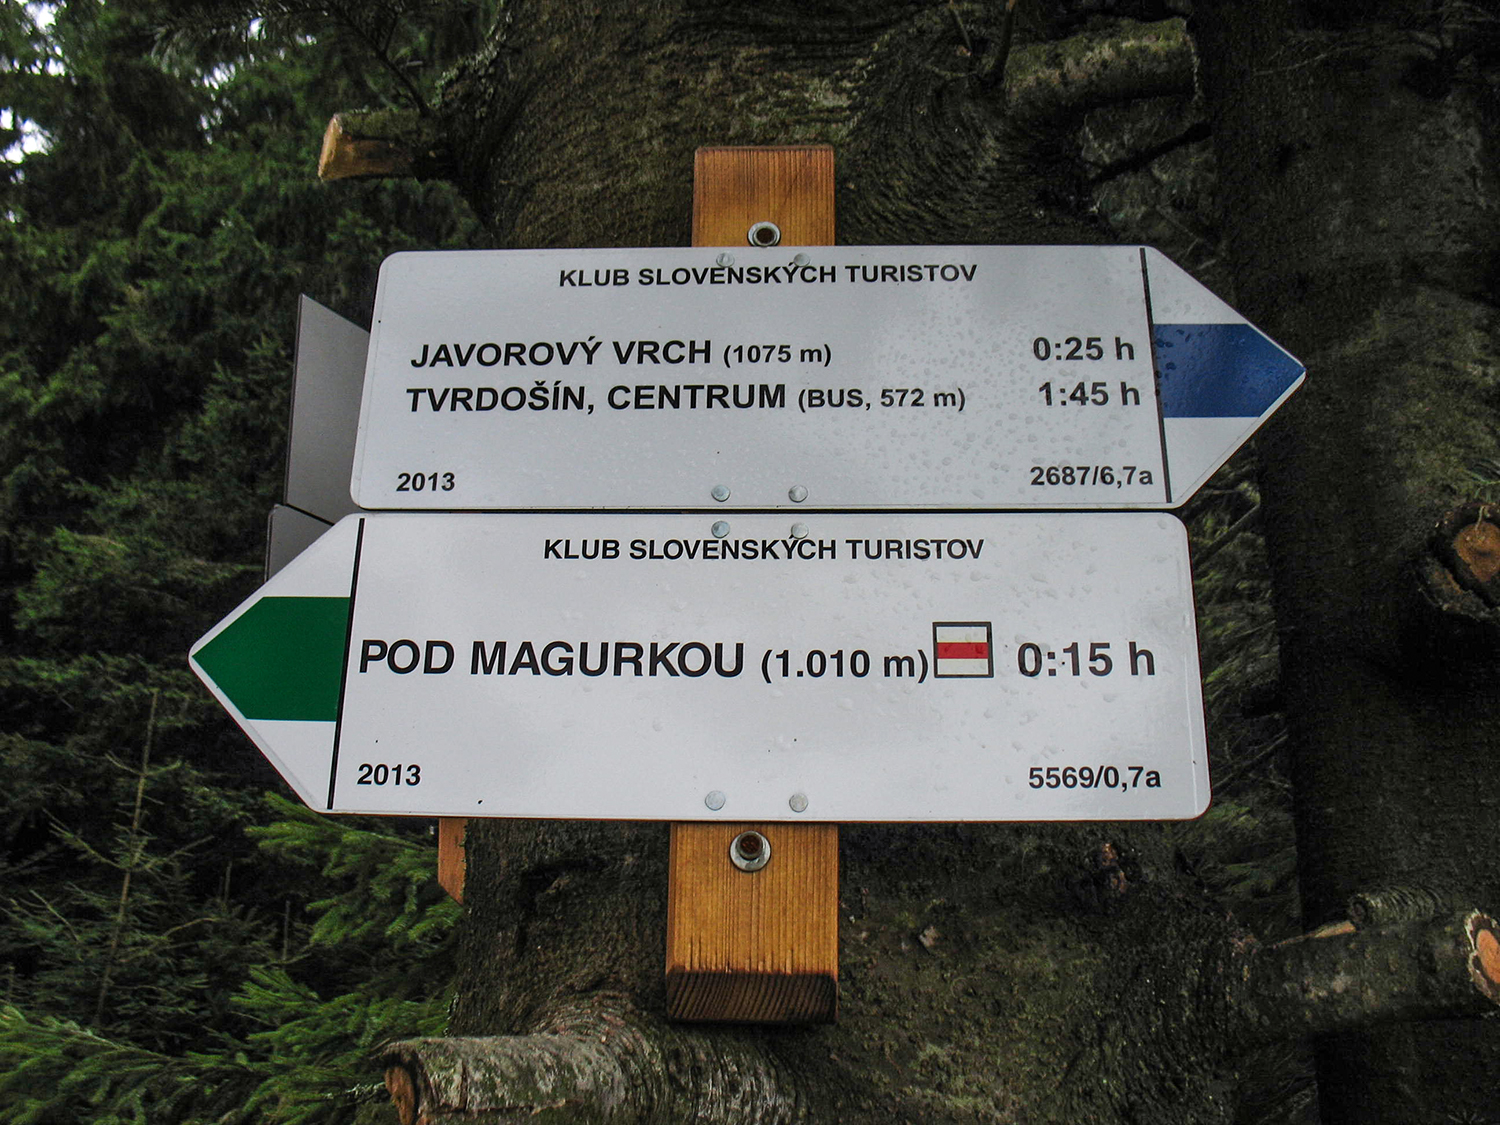 KLUB SLOVENSKÝCH TURISTOV
JAVOROVÝ VRCH (1075 m) 0:25 h
TVRDOŠÍN, CENTRUM (BUS, 572 m) 1:45 h
2013 2687/6,7a
KLUB SLOVENSKÝCH TURISTOV
POD MAGURKOU (1.010 m) 0:15 h
2013 5569/0,7a